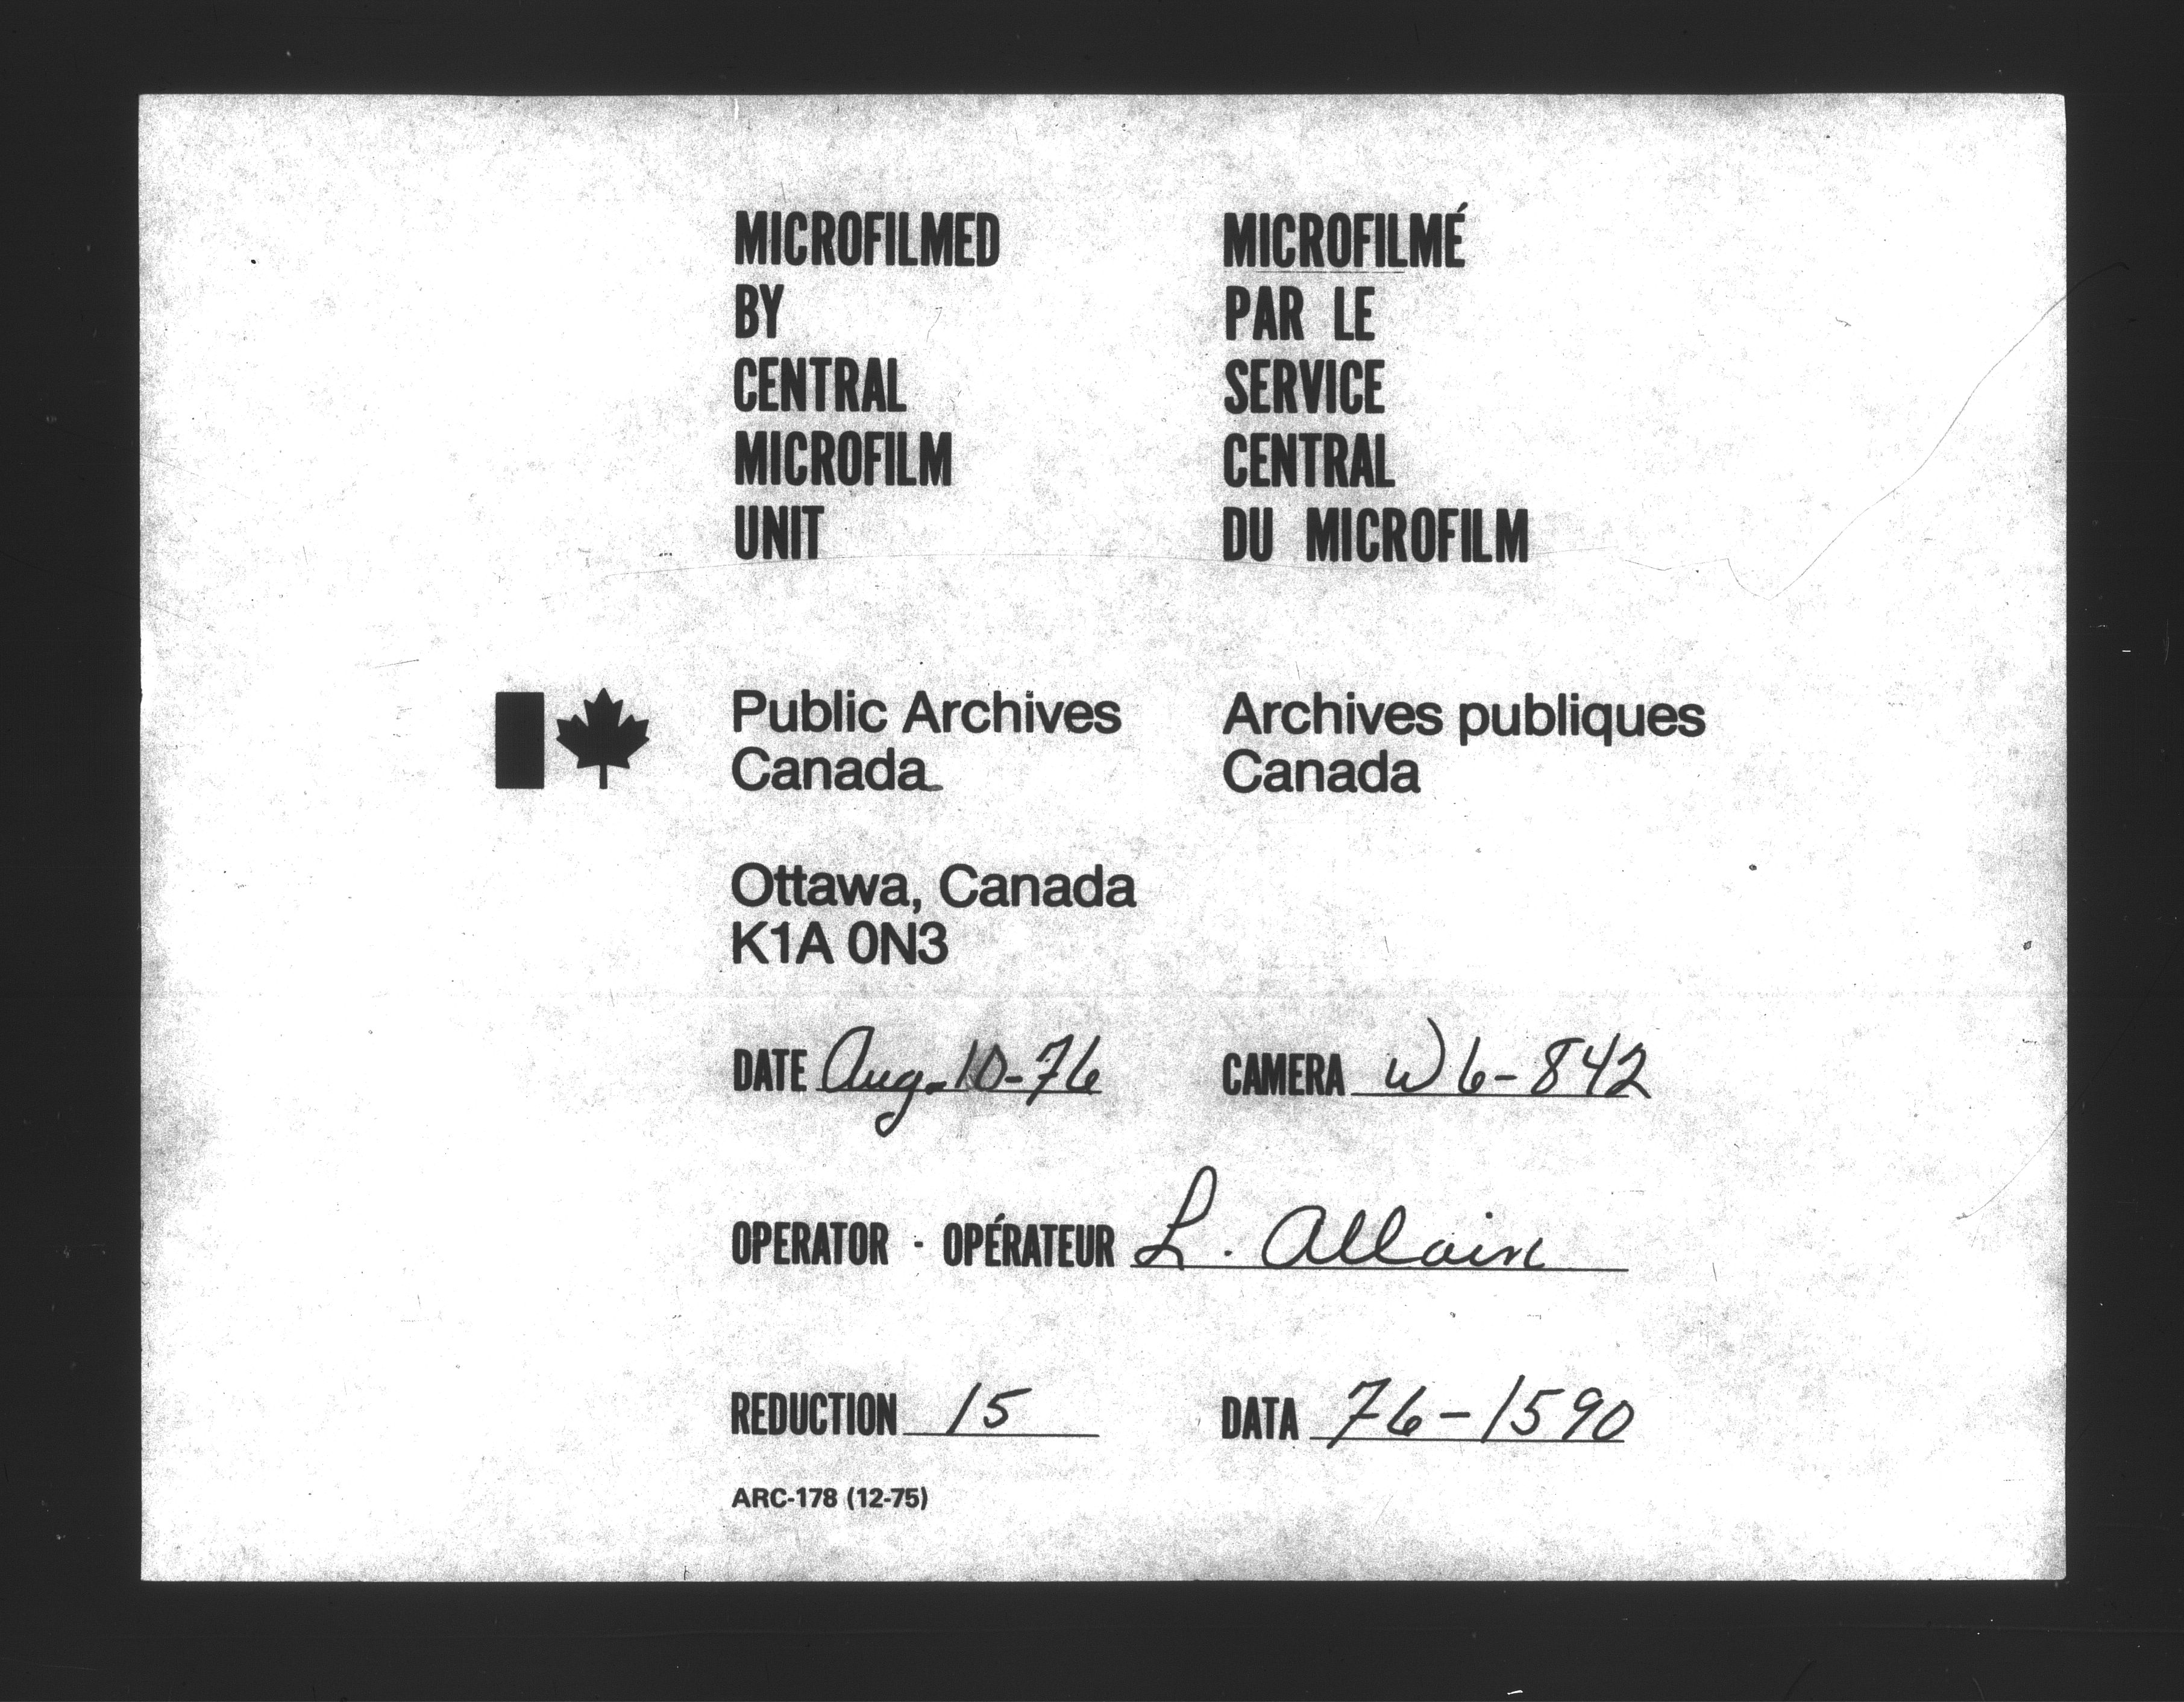 MICROFILMED
BY
CENTRAL
MICROFILM
UNIT
MICROFILMÉ
PAR LE
SERVICE
CENTRAL
DU MICROFILM
Public Archives
Canada
Archives publiques
Canada
Ottawa, Canada
K1A 0N3
DATE Aug. 10-76
CAMERA W6-842
OPERATOR - OPÉRATEUR L. Allain
REDUCTION 15
DATA 76-1590
ARC-178 (12-75)